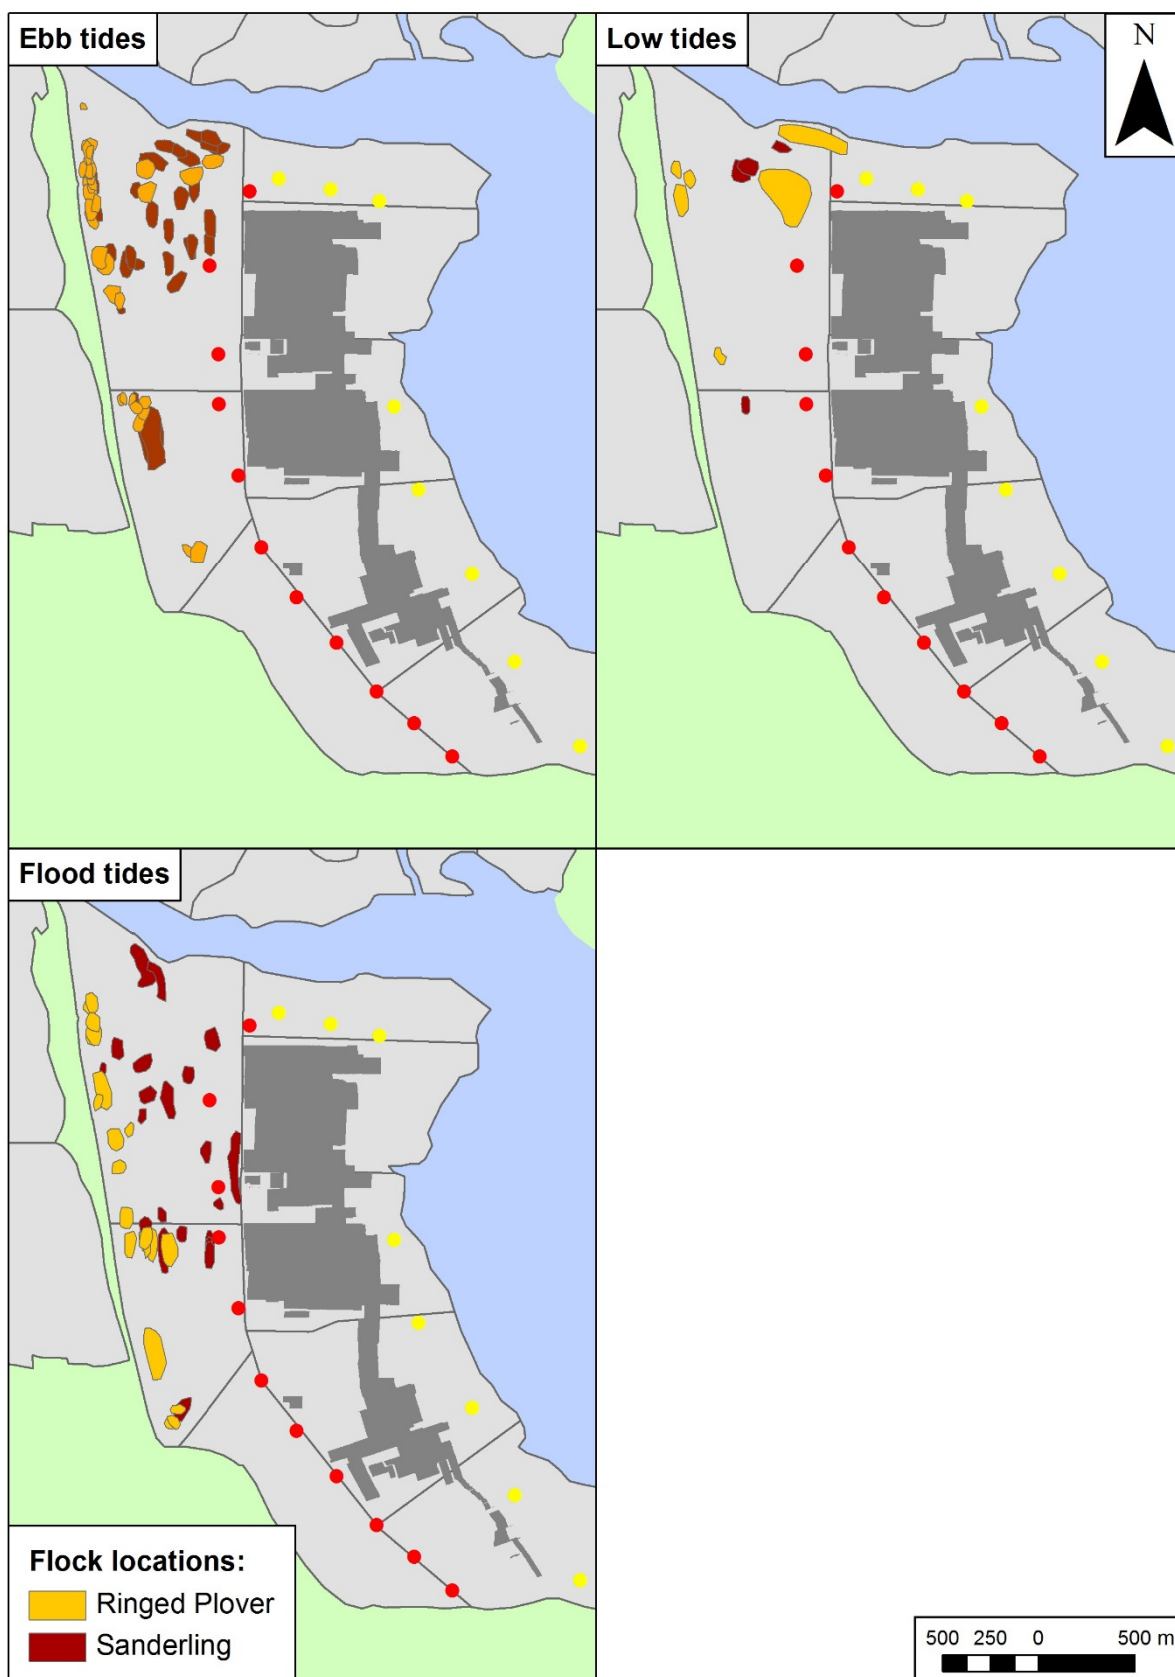 Ebb tides
Low tides
N
Flood tides
Flock locations:
Ringed Plover
Sanderling
500 250 0 500 m